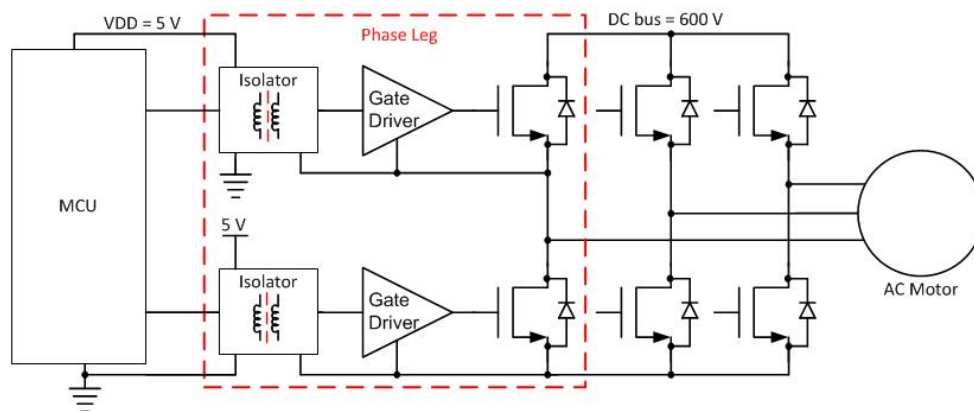 VDD = 5 V
Phase Leg
DC bus = 600 V
Isolator
Gate
Driver
MCU
5 V
Isolator
Gate
Driver
AC Motor